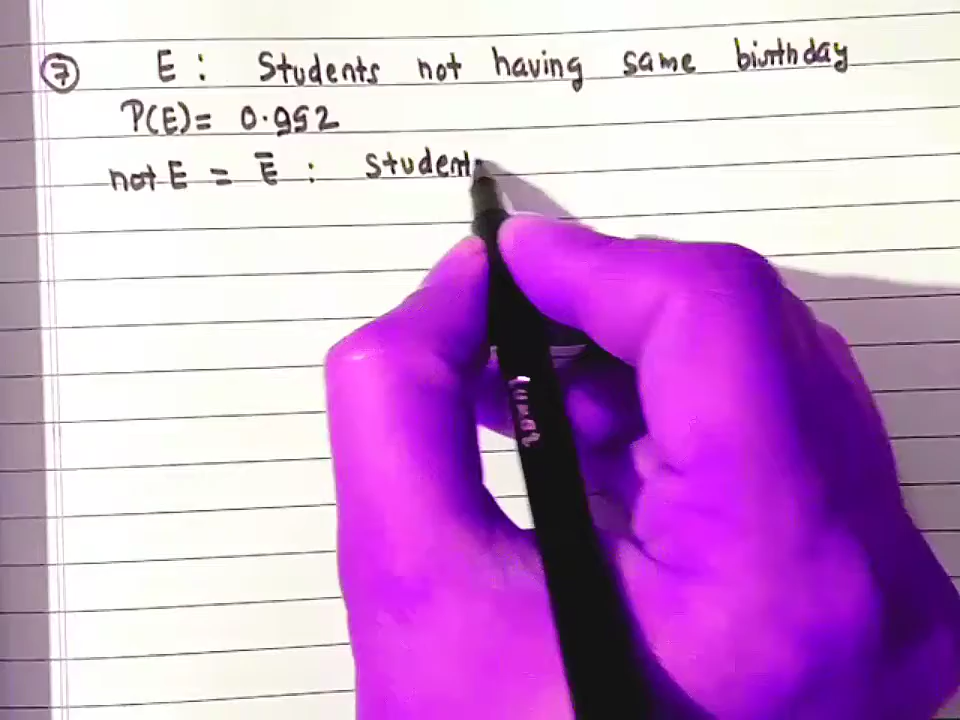 ⑦ E : Students not having same birthday
P(E) = 0.992
not E = E̅ : student